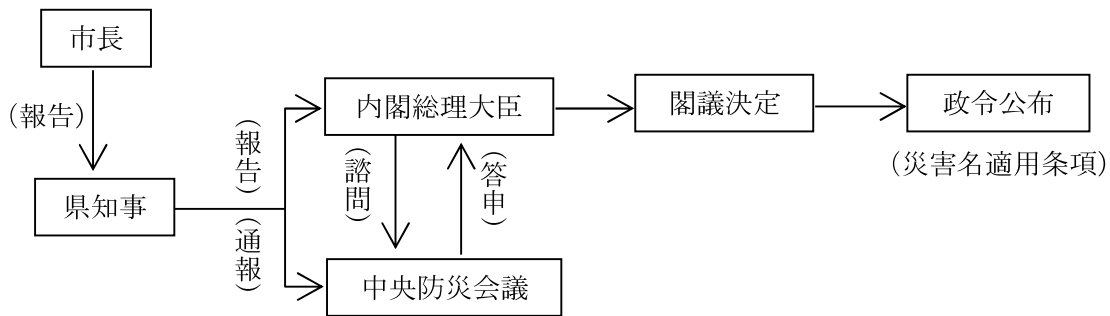 市長
(報告)
県知事
(報告)
(通報)
内閣総理大臣
(諮問)
(答申)
中央防災会議
閣議決定
政令公布
(災害名適用条項)